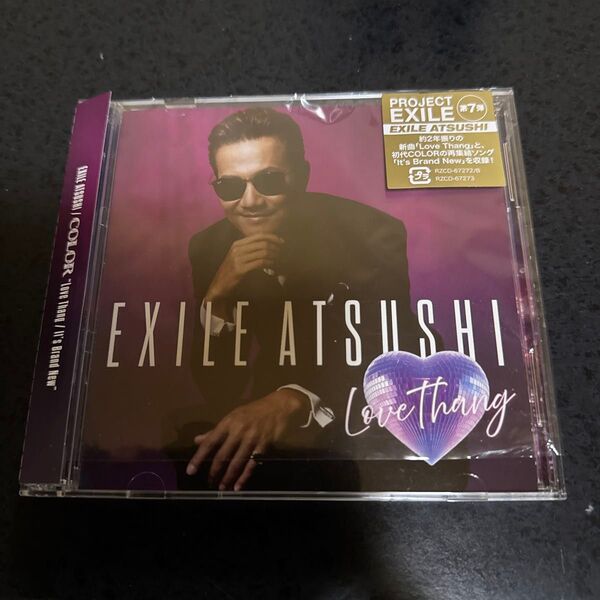 PROJECT
EXILE 第7弾
EXILE ATSUSHI
約2年振りの
新曲「Love Thang」と、
初代COLORの再集結ソング
「It's Brand New」を収録!
RZCD-67272/B
RZCD-67273
EXILE ATSUSHI / COLOR "Love Thang / It's Brand New"
EXILE ATSUSHI
Love Thang